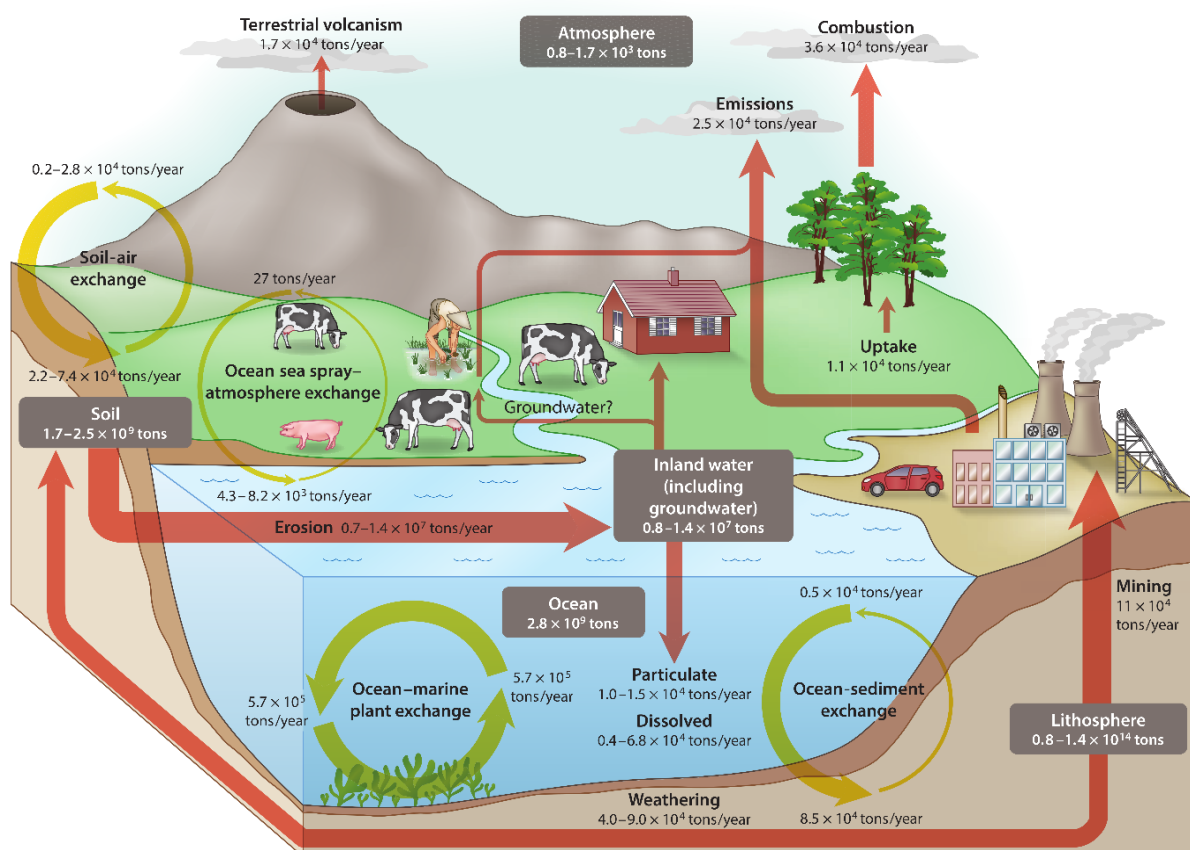 Terrestrial volcanism
1.7 × 10⁴ tons/year
Atmosphere
0.8–1.7 × 10³ tons
Combustion
3.6 × 10⁴ tons/year
Emissions
2.5 × 10⁴ tons/year
0.2–2.8 × 10⁴ tons/year
Soil-air
exchange
2.2–7.4 × 10⁴ tons/year
27 tons/year
Ocean sea spray–
atmosphere exchange
4.3–8.2 × 10³ tons/year
Uptake
1.1 × 10⁴ tons/year
Groundwater?
Soil
1.7–2.5 × 10⁹ tons
Inland water
(including
groundwater)
0.8–1.4 × 10⁷ tons
Erosion 0.7–1.4 × 10⁷ tons/year
Mining
11 × 10⁴
tons/year
Ocean
2.8 × 10⁹ tons
0.5 × 10⁴ tons/year
5.7 × 10⁵
tons/year
Ocean–marine
plant exchange
5.7 × 10⁵
tons/year
Particulate
1.0–1.5 × 10⁴ tons/year
Dissolved
0.4–6.8 × 10⁴ tons/year
Ocean-sediment
exchange
Lithosphere
0.8–1.4 × 10¹⁴ tons
Weathering
4.0–9.0 × 10⁴ tons/year
8.5 × 10⁴ tons/year